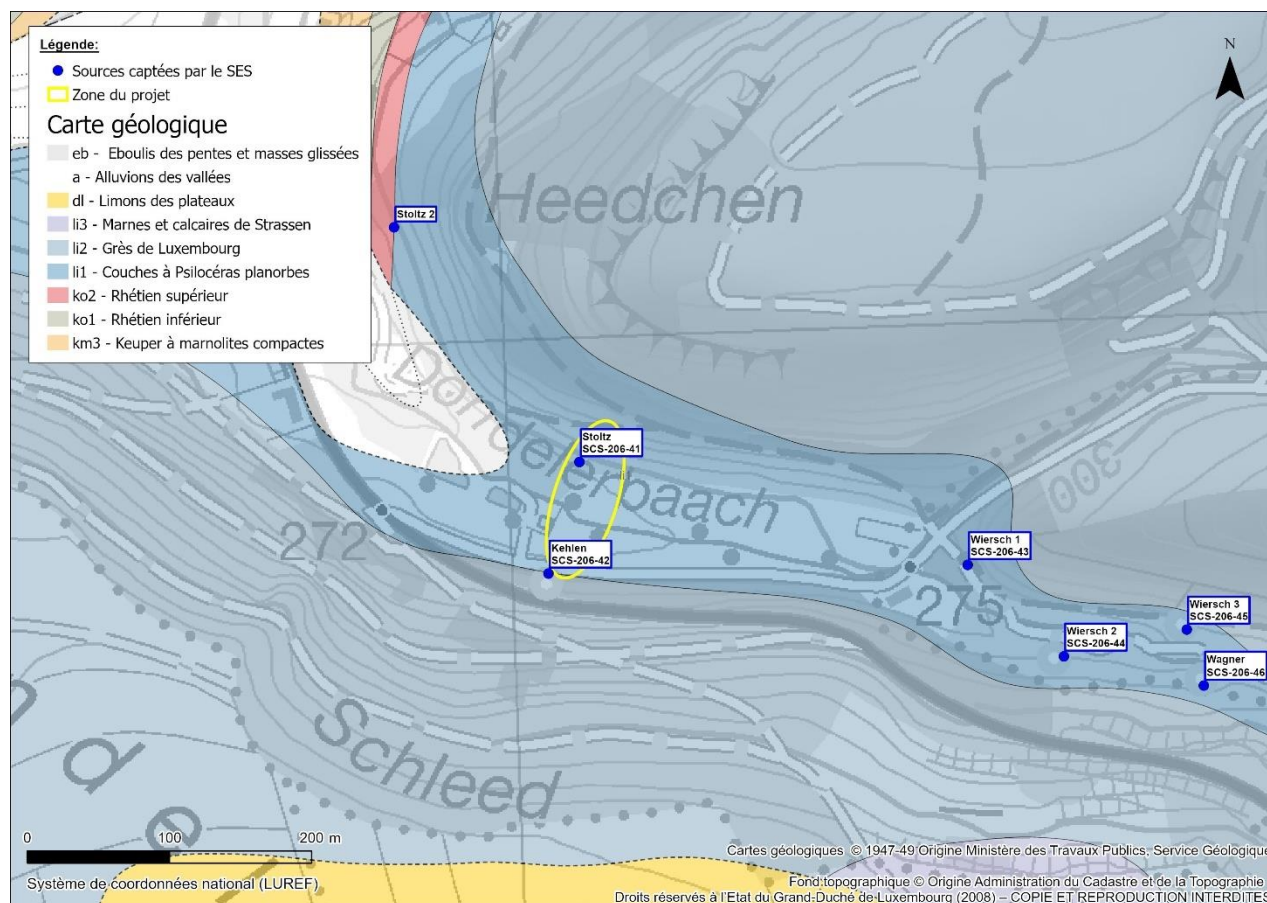 Légende:
Sources captées par le SES
Zone du projet
Carte géologique
eb - Eboulis des pentes et masses glissées
a - Alluvions des vallées
dl - Limons des plateaux
li3 - Marnes et calcaires de Strassen
li2 - Grès de Luxembourg
li1 - Couches à Psilocéras planorbes
ko2 - Rhétien supérieur
ko1 - Rhétien inférieur
km3 - Keuper à marnolites compactes
N
Stoltz 2
Heedchen
Stoltz
SCS-206-41
Dondelerbaach
300
Kehlen
SCS-206-42
272
Wiersch 1
SCS-206-43
275
Wiersch 2
SCS-206-44
Wiersch 3
SCS-206-45
Wagner
SCS-206-46
Schleed
0 100 200 m
Système de coordonnées national (LUREF)
Cartes géologiques © 1947-49 Origine Ministère des Travaux Publics, Service Géologique
Fond topographique © Origine Administration du Cadastre et de la Topographie
Droits réservés à l'Etat du Grand-Duché de Luxembourg (2008) – COPIE ET REPRODUCTION INTERDITES